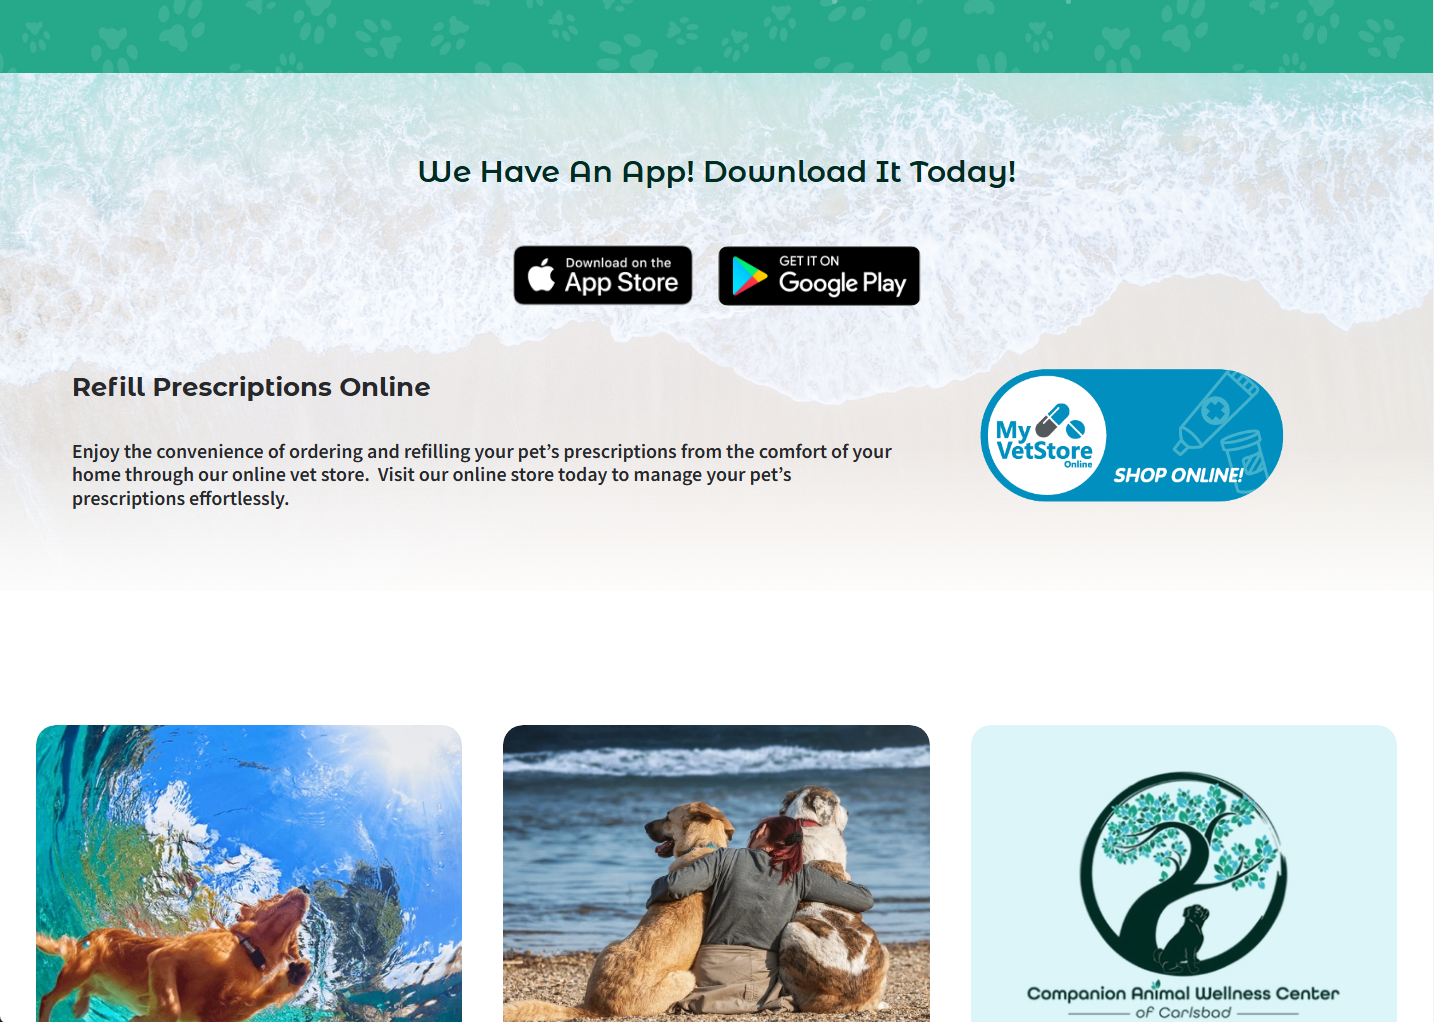 We Have An App! Download It Today!
Download on the
App Store
GET IT ON
Google Play
Refill Prescriptions Online
Enjoy the convenience of ordering and refilling your pet’s prescriptions from the comfort of your
home through our online vet store.  Visit our online store today to manage your pet’s
prescriptions effortlessly.
My
VetStore
Online
SHOP ONLINE!
Companion Animal Wellness Center
of Carlsbad